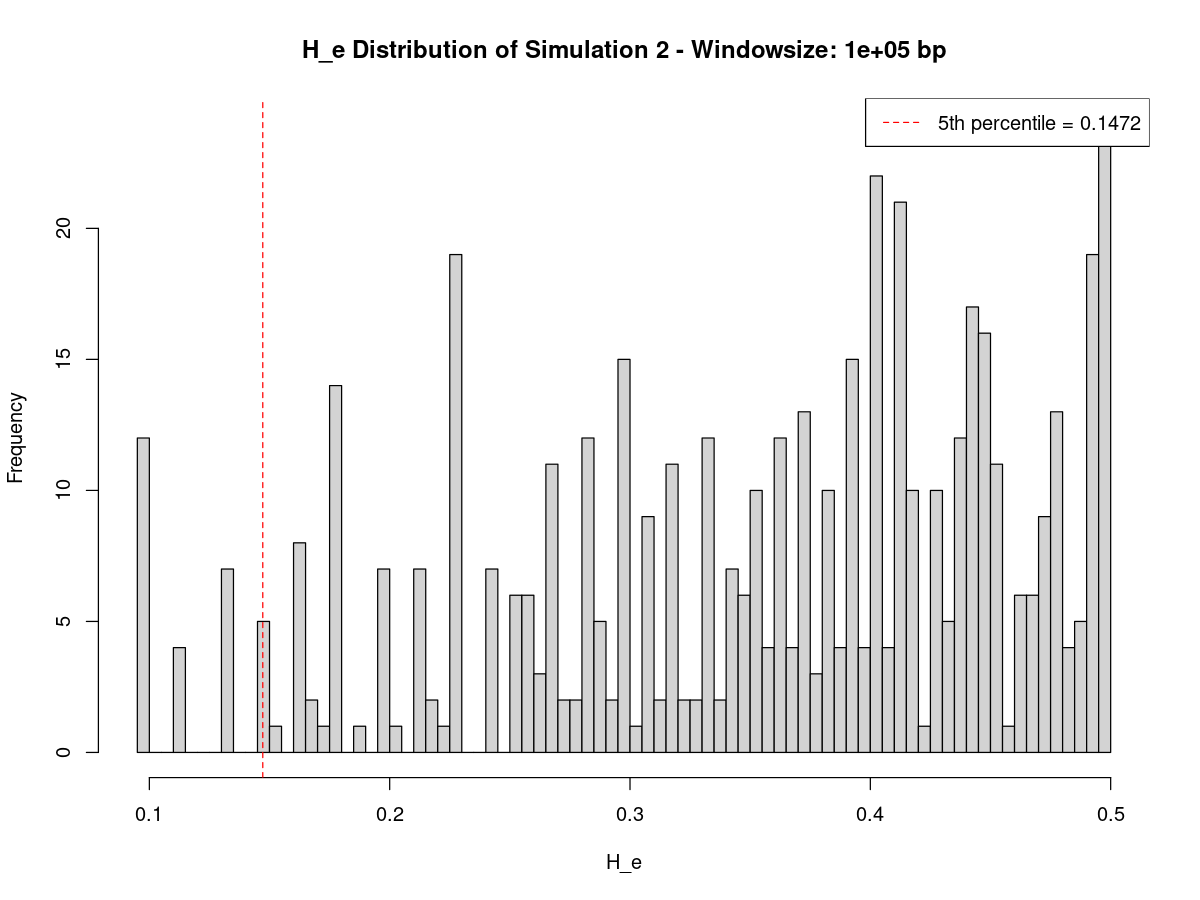 H_e Distribution of Simulation 2 - Windowsize: 1e+05 bp
5th percentile = 0.1472
Frequency
20
15
10
5
0
0.1 0.2 0.3 0.4 0.5
H_e